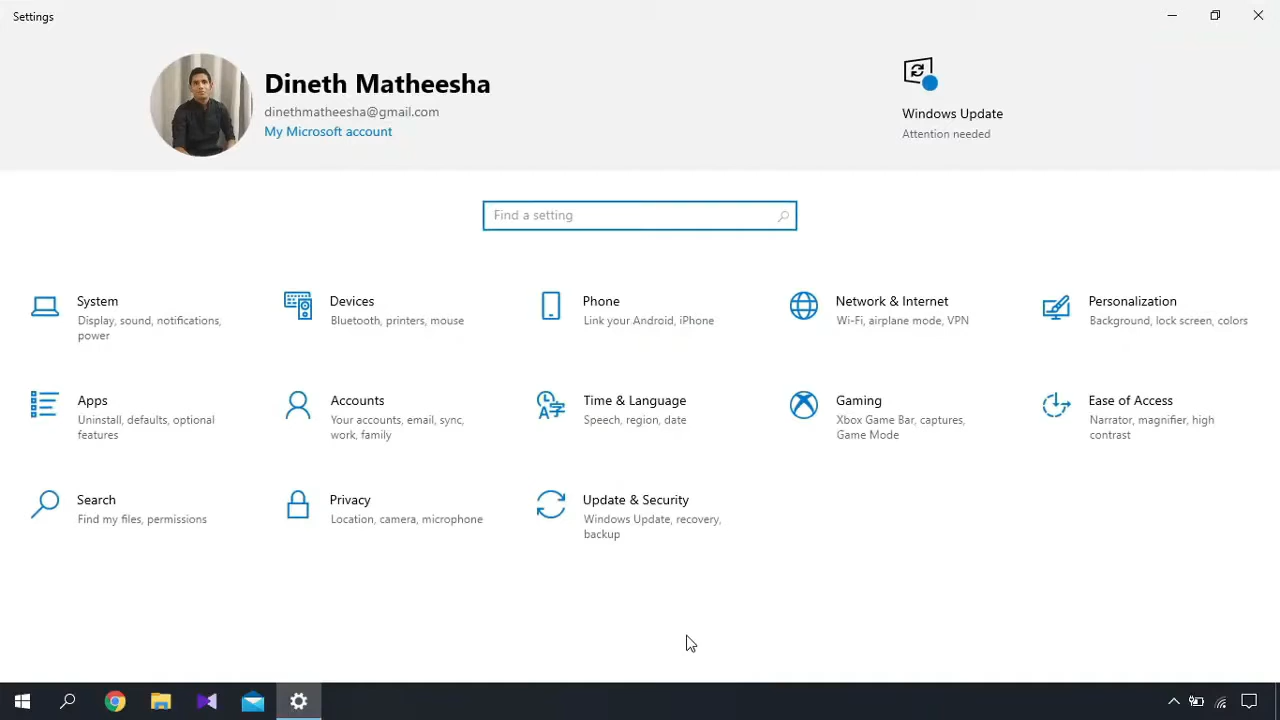 Settings
Dineth Matheesha
dinethmatheesha@gmail.com
My Microsoft account
Windows Update
Attention needed
Find a setting
System
Display, sound, notifications,
power
Devices
Bluetooth, printers, mouse
Phone
Link your Android, iPhone
Network & Internet
Wi-Fi, airplane mode, VPN
Personalization
Background, lock screen, colors
Apps
Uninstall, defaults, optional
features
Accounts
Your accounts, email, sync,
work, family
Time & Language
Speech, region, date
Gaming
Xbox Game Bar, captures,
Game Mode
Ease of Access
Narrator, magnifier, high
contrast
Search
Find my files, permissions
Privacy
Location, camera, microphone
Update & Security
Windows Update, recovery,
backup